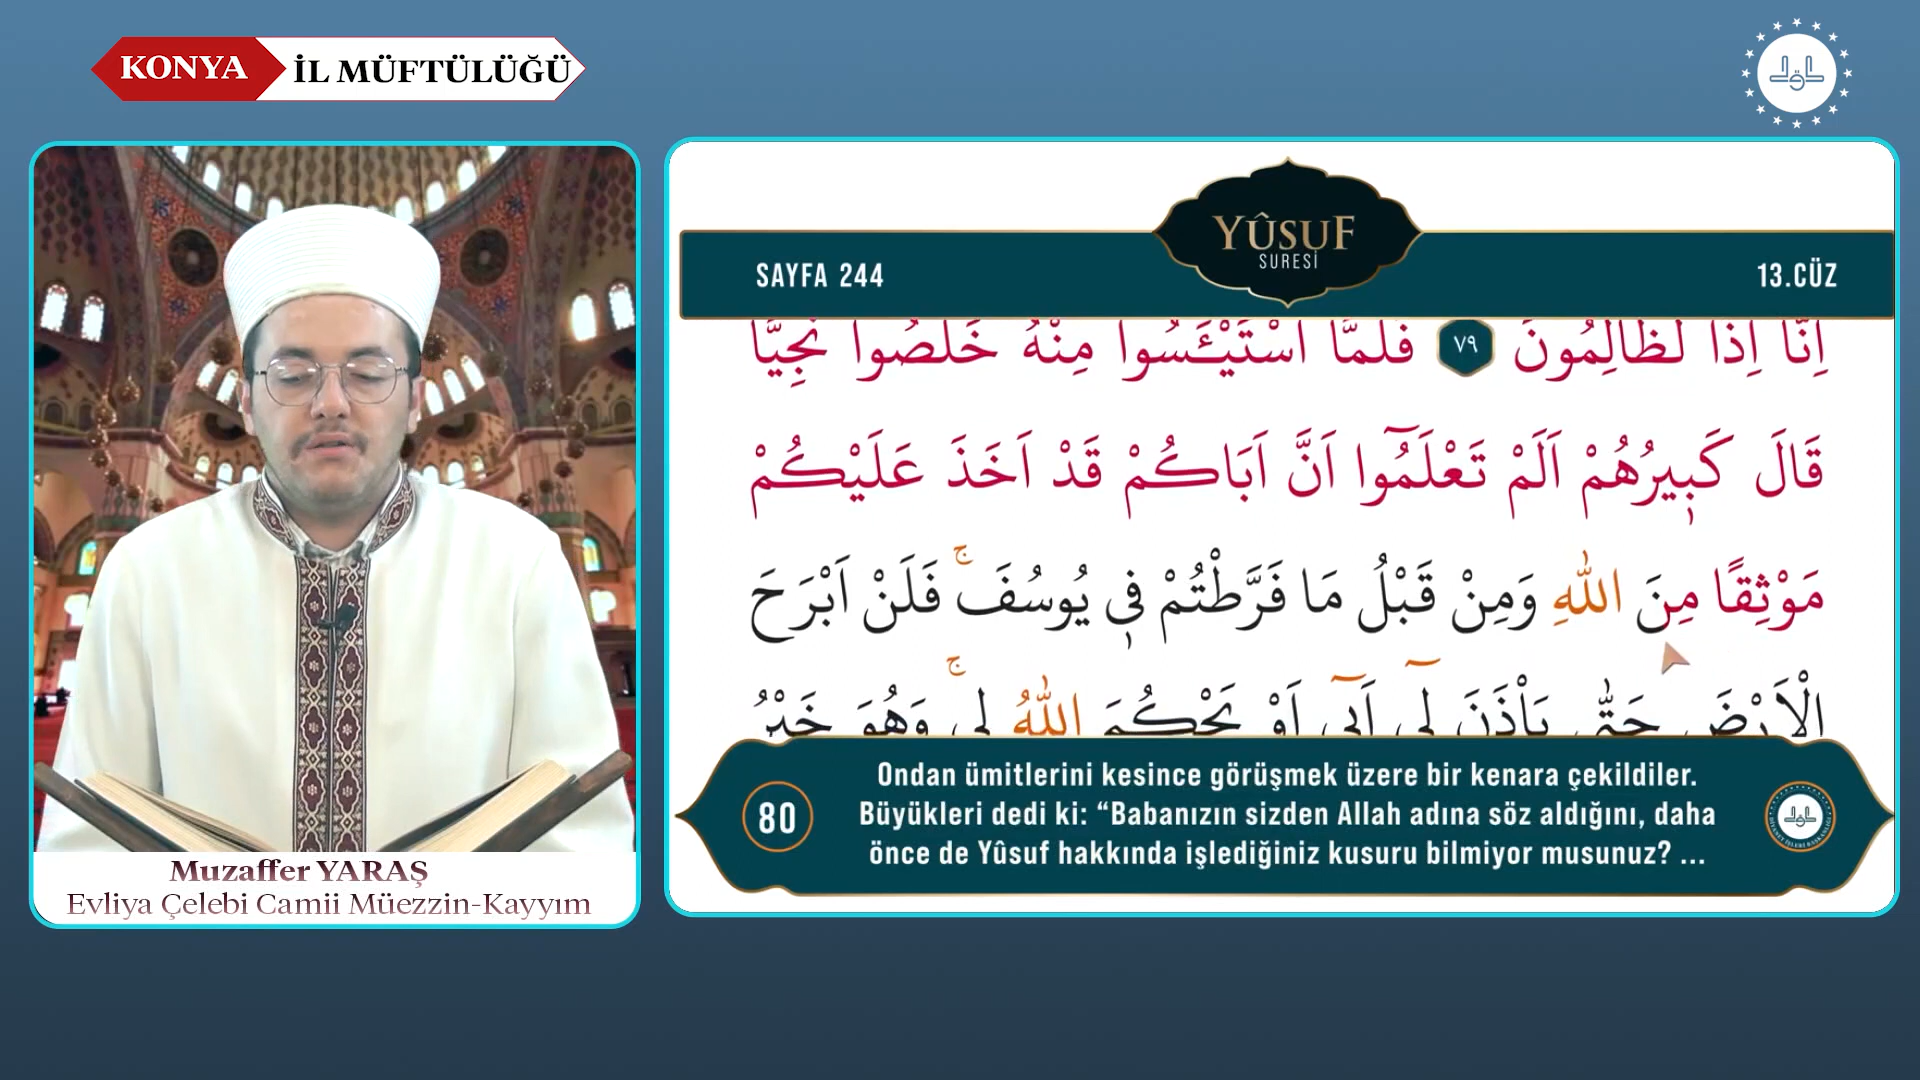 KONYA İL MÜFTÜLÜĞÜ
YÛSUF
SURESİ
SAYFA 244
13.CÜZ
اِنَّٓا اِذًا لَظَالِمُونَ ٧٩ فَلَمَّا اسْتَيْـَٔسُوا مِنْهُ خَلَصُوا نَجِيًّا
قَالَ كَبِيرُهُمْ اَلَمْ تَعْلَمُٓوا اَنَّ اَبَاكُمْ قَدْ اَخَذَ عَلَيْكُمْ
مَوْثِقًا مِنَ اللّٰهِ وَمِنْ قَبْلُ مَا فَرَّطْتُمْ فِي يُوسُفَ ۚ فَلَنْ اَبْرَحَ
الْاَرْضَ حَتّٰى يَأْذَنَ لِٓي اَبِٓي اَوْ يَحْكُمَ اللّٰهُ لِي ۚ وَهُوَ خَيْرُ
80
Ondan ümitlerini kesince görüşmek üzere bir kenara çekildiler.
Büyükleri dedi ki: “Babanızın sizden Allah adına söz aldığını, daha
önce de Yûsuf hakkında işlediğiniz kusuru bilmiyor musunuz? ...
Muzaffer YARAŞ
Evliya Çelebi Camii Müezzin-Kayyım